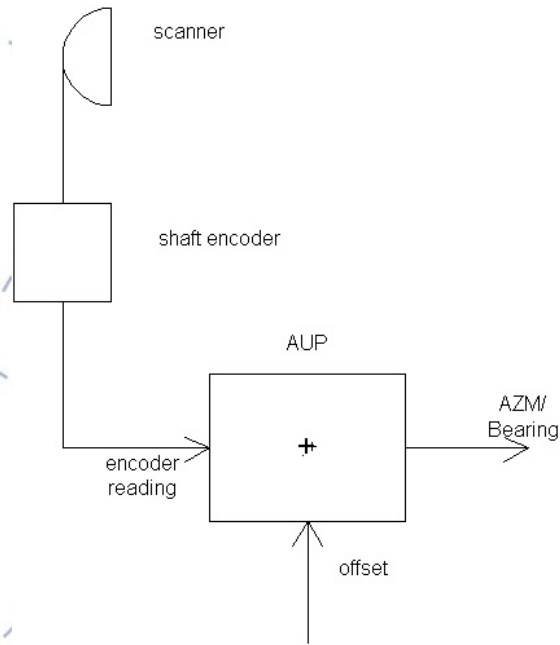 scanner
shaft encoder
AUP
+
AZM/
Bearing
encoder
reading
offset